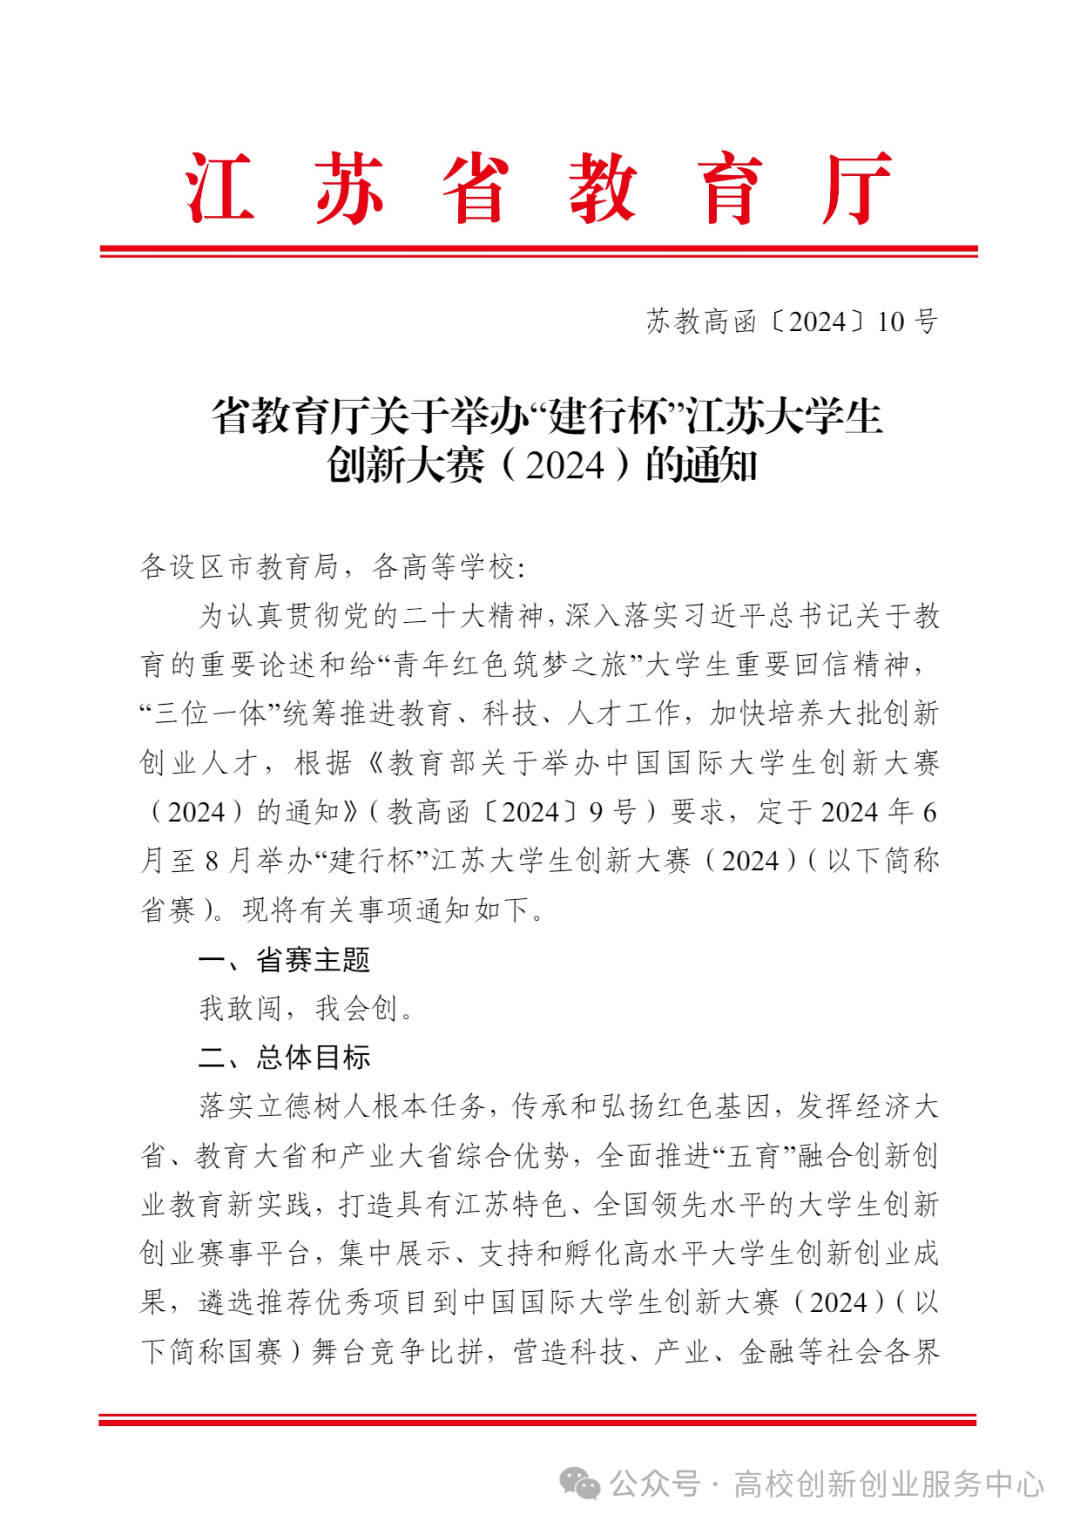 江苏省教育厅
苏教高函〔2024〕10 号
省教育厅关于举办“建行杯”江苏大学生
创新大赛（2024）的通知
各设区市教育局，各高等学校：
为认真贯彻党的二十大精神，深入落实习近平总书记关于教
育的重要论述和给“青年红色筑梦之旅”大学生重要回信精神，
“三位一体”统筹推进教育、科技、人才工作，加快培养大批创新
创业人才，根据《教育部关于举办中国国际大学生创新大赛
（2024）的通知》（教高函〔2024〕9 号）要求，定于 2024 年 6
月至 8 月举办“建行杯”江苏大学生创新大赛（2024）（以下简称
省赛）。现将有关事项通知如下。
一、省赛主题
我敢闯，我会创。
二、总体目标
落实立德树人根本任务，传承和弘扬红色基因，发挥经济大
省、教育大省和产业大省综合优势，全面推进“五育”融合创新创
业教育新实践，打造具有江苏特色、全国领先水平的大学生创新
创业赛事平台，集中展示、支持和孵化高水平大学生创新创业成
果，遴选推荐优秀项目到中国国际大学生创新大赛（2024）（以
下简称国赛）舞台竞争比拼，营造科技、产业、金融等社会各界
公众号 · 高校创新创业服务中心